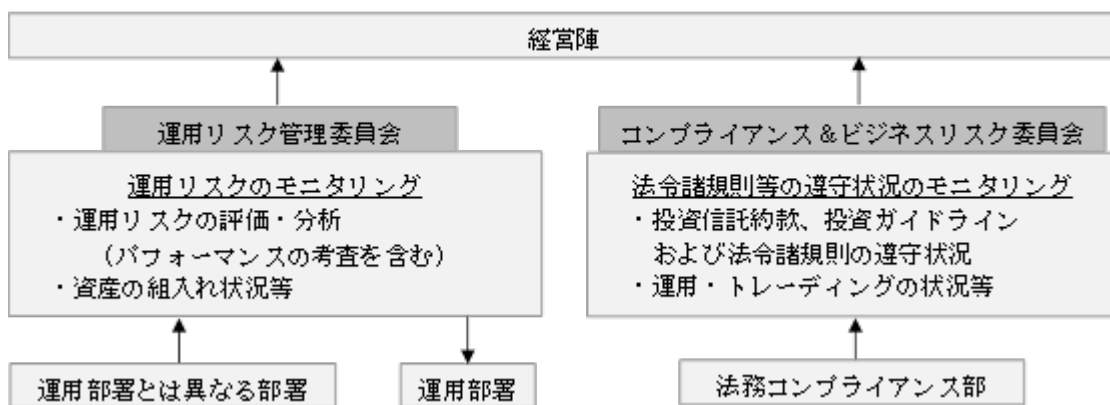 経営陣
運用リスク管理委員会
コンプライアンス＆ビジネスリスク委員会
運用リスクのモニタリング
・運用リスクの評価・分析
（パフォーマンスの考査を含む）
・資産の組入れ状況等
法令諸規則等の遵守状況のモニタリング
・投資信託約款、投資ガイドライン
および法令諸規則の遵守状況
・運用・トレーディングの状況等
運用部署とは異なる部署
運用部署
法務コンプライアンス部